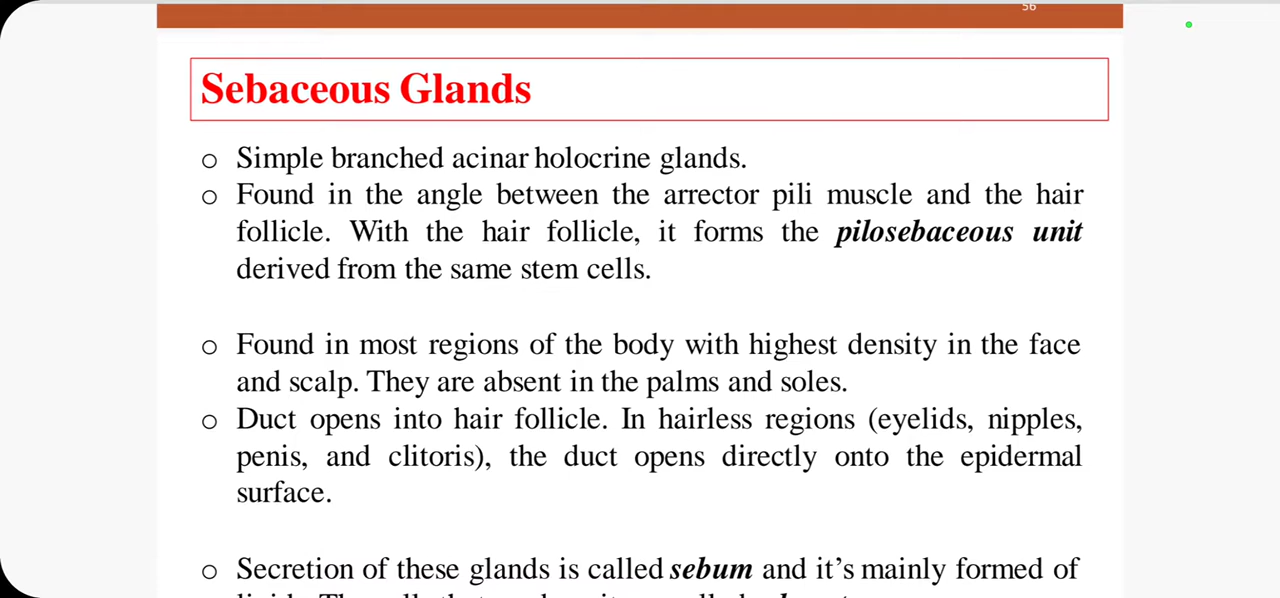 56
Sebaceous Glands
o Simple branched acinar holocrine glands.
o Found in the angle between the arrector pili muscle and the hair
follicle. With the hair follicle, it forms the pilosebaceous unit
derived from the same stem cells.
o Found in most regions of the body with highest density in the face
and scalp. They are absent in the palms and soles.
o Duct opens into hair follicle. In hairless regions (eyelids, nipples,
penis, and clitoris), the duct opens directly onto the epidermal
surface.
o Secretion of these glands is called sebum and it’s mainly formed of